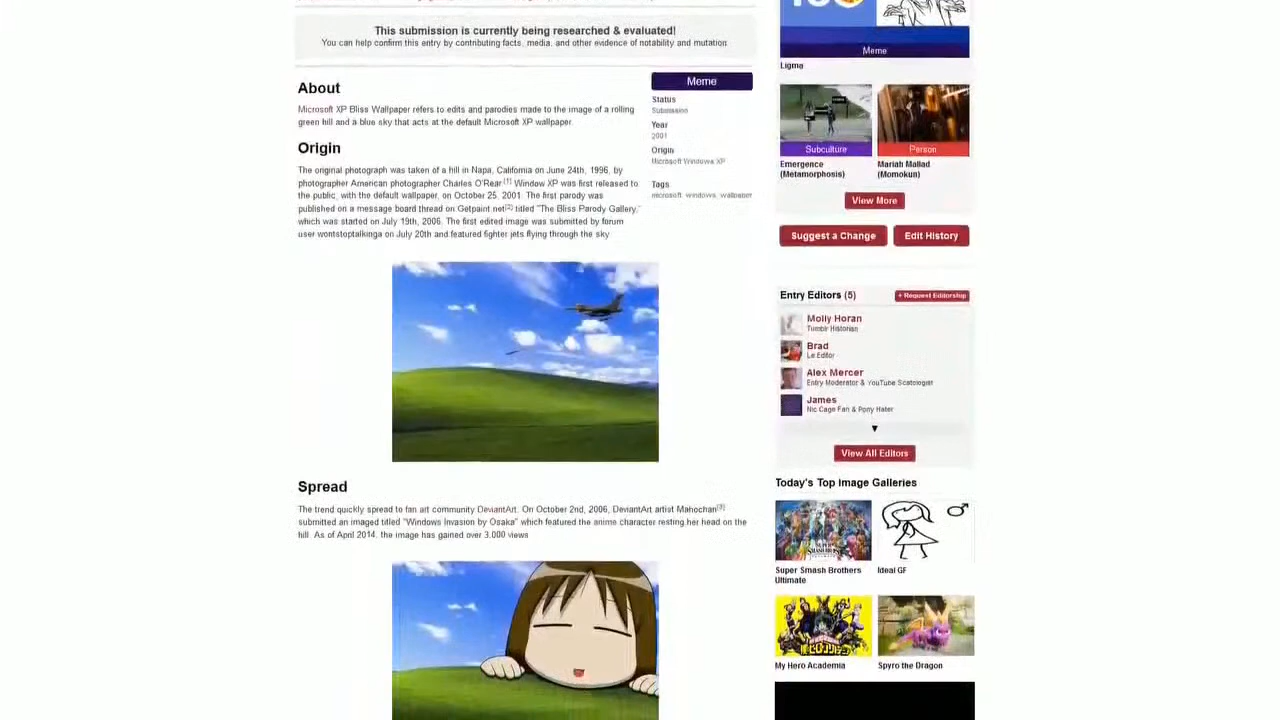 This submission is currently being researched & evaluated!
You can help confirm this entry by contributing facts, media, and other evidence of notability and mutation
About
Microsoft XP Bliss Wallpaper refers to edits and parodies made to the image of a rolling
green hill and a blue sky that acts at the default Microsoft XP wallpaper.
Origin
The original photograph was taken of a hill in Napa, California on June 24th, 1996, by
photographer American photographer Charles O'Rear [1] Window XP was first released to
the public, with the default wallpaper, on October 25, 2001. The first parody was
published on a message board thread on Getpaint.net[2] titled "The Bliss Parody Gallery,"
which was started on July 19th, 2006. The first edited image was submitted by forum
user wontstoptalkinga on July 20th and featured fighter jets flying through the sky
Meme
Status
Submission
Year
2001
Origin
Microsoft Windows XP
Tags
microsoft, windows, wallpaper
Spread
The trend quickly spread to fan art community DeviantArt. On October 2nd, 2006, DeviantArt artist Mahochan[3]
submitted an imaged titled "Windows Invasion by Osaka" which featured the anime character resting her head on the
hill. As of April 2014, the image has gained over 3,000 views
Meme
Ligma
Subculture
Emergence
(Metamorphosis)
Person
Mariah Mallad
(Momokun)
View More
Suggest a Change
Edit History
Entry Editors (5)
+ Request Editorship
Molly Horan
Tumblr Historian
Brad
Le Editor
Alex Mercer
Entry Moderator & YouTube Scatologist
James
Nic Cage Fan & Pony Hater
View All Editors
Today's Top Image Galleries
Super Smash Brothers
Ultimate
Ideal GF
My Hero Academia
Spyro the Dragon